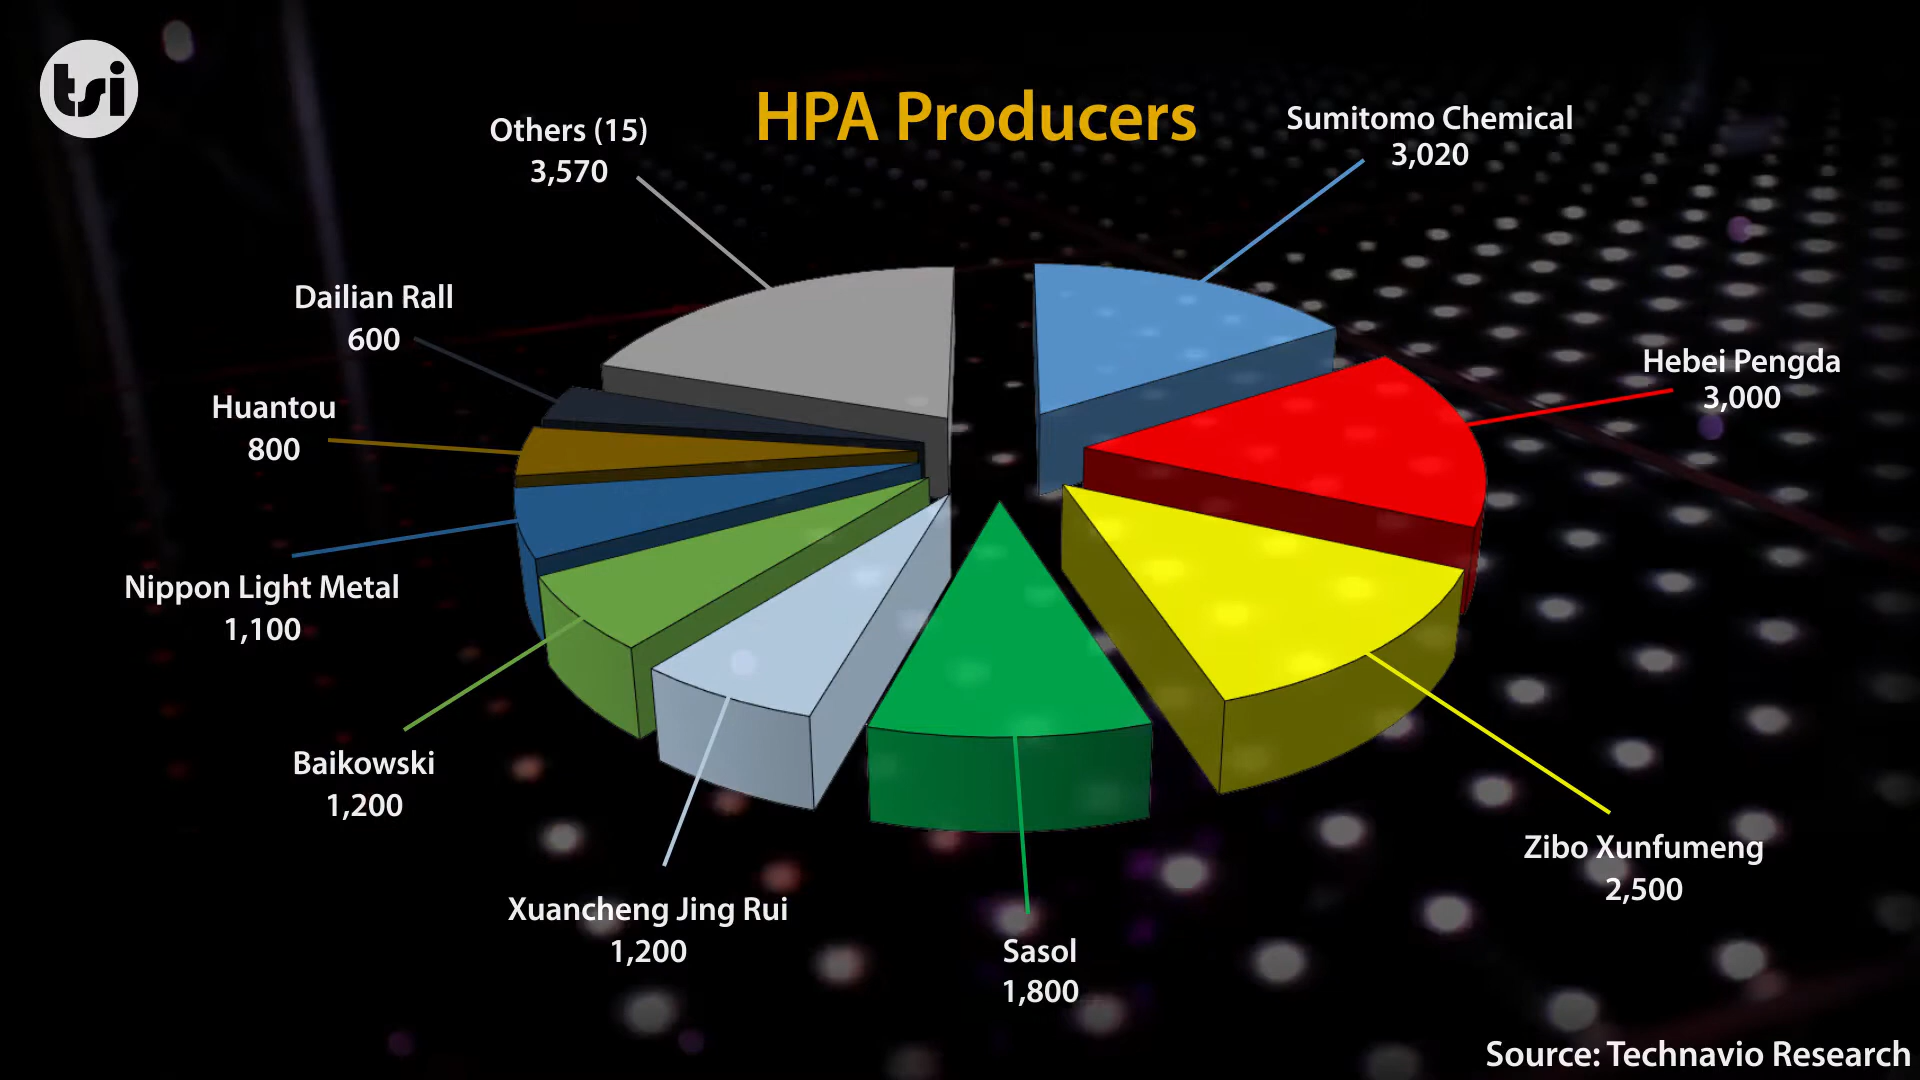 tsi
HPA Producers
Others (15)
3,570
Sumitomo Chemical
3,020
Dailian Rall
600
Hebei Pengda
3,000
Huantou
800
Nippon Light Metal
1,100
Baikowski
1,200
Zibo Xunfumeng
2,500
Xuancheng Jing Rui
1,200
Sasol
1,800
Source: Technavio Research